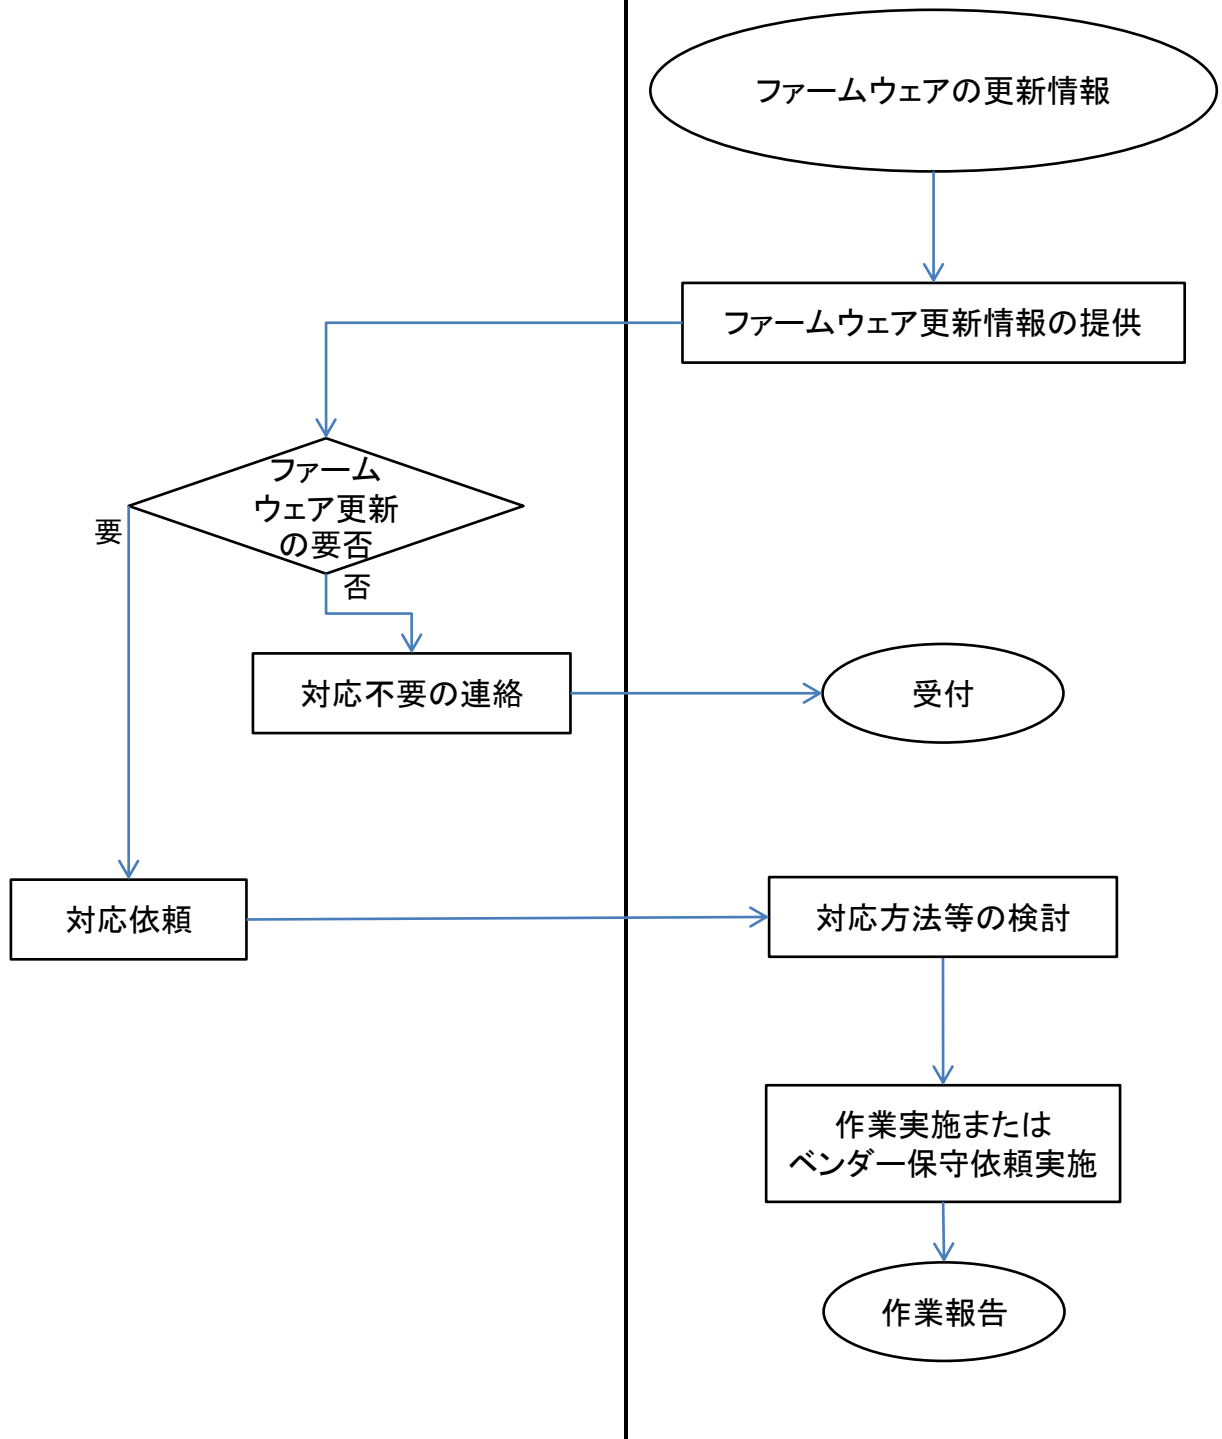 ファームウェアの更新情報
ファームウェア更新情報の提供
ファーム
ウェア更新
の要否
要
否
対応不要の連絡
受付
対応依頼
対応方法等の検討
作業実施または
ベンダー保守依頼実施
作業報告